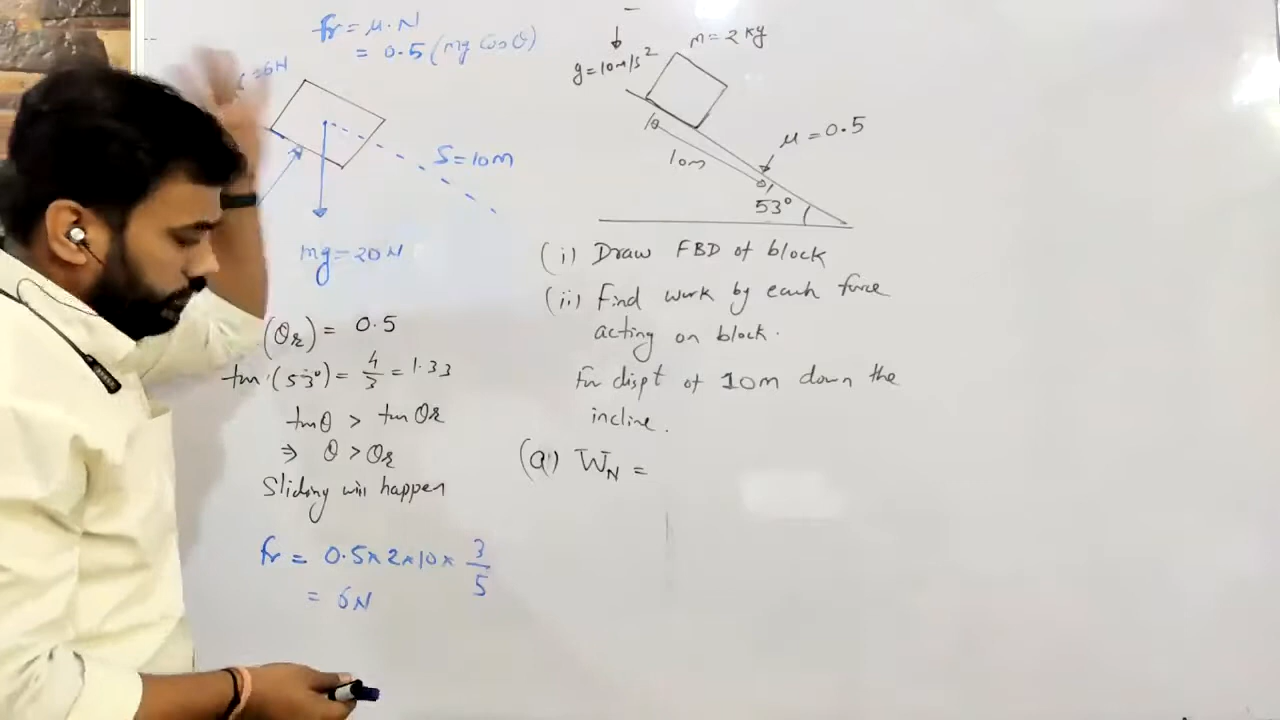 fr = μ.N
= 0.5 (mg Cosθ)
= 6N
S = 10m
mg = 20N
(θr) = 0.5
tan (53°) = 4/3 = 1.33
tanθ > tanθr
⇒ θ > θr
Sliding will happen
fr = 0.5×2×10× 3/5
= 6N
m = 2 kg
g = 10m/s²
μ = 0.5
10m
53°
(i) Draw FBD of block
(ii) Find work by each force
acting on block.
For dispt of 10m down the
incline.
(a) W_N =